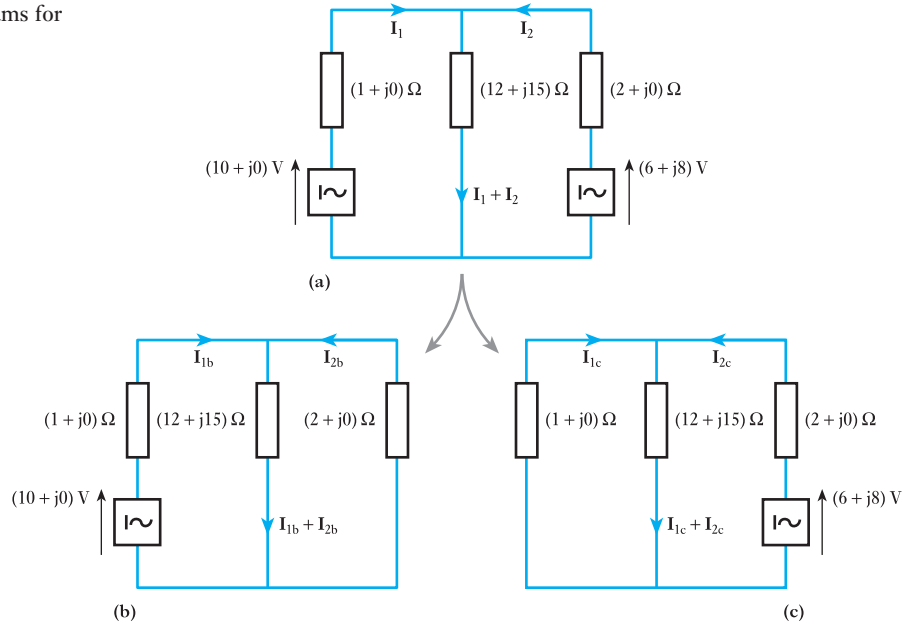 ams for
I1 I2
(1 + j0) Ω (12 + j15) Ω (2 + j0) Ω
(10 + j0) V (6 + j8) V
I1 + I2
(a)
I1b I2b
(1 + j0) Ω (12 + j15) Ω (2 + j0) Ω
(10 + j0) V
I1b + I2b
(b)
I1c I2c
(1 + j0) Ω (12 + j15) Ω (2 + j0) Ω
(6 + j8) V
I1c + I2c
(c)